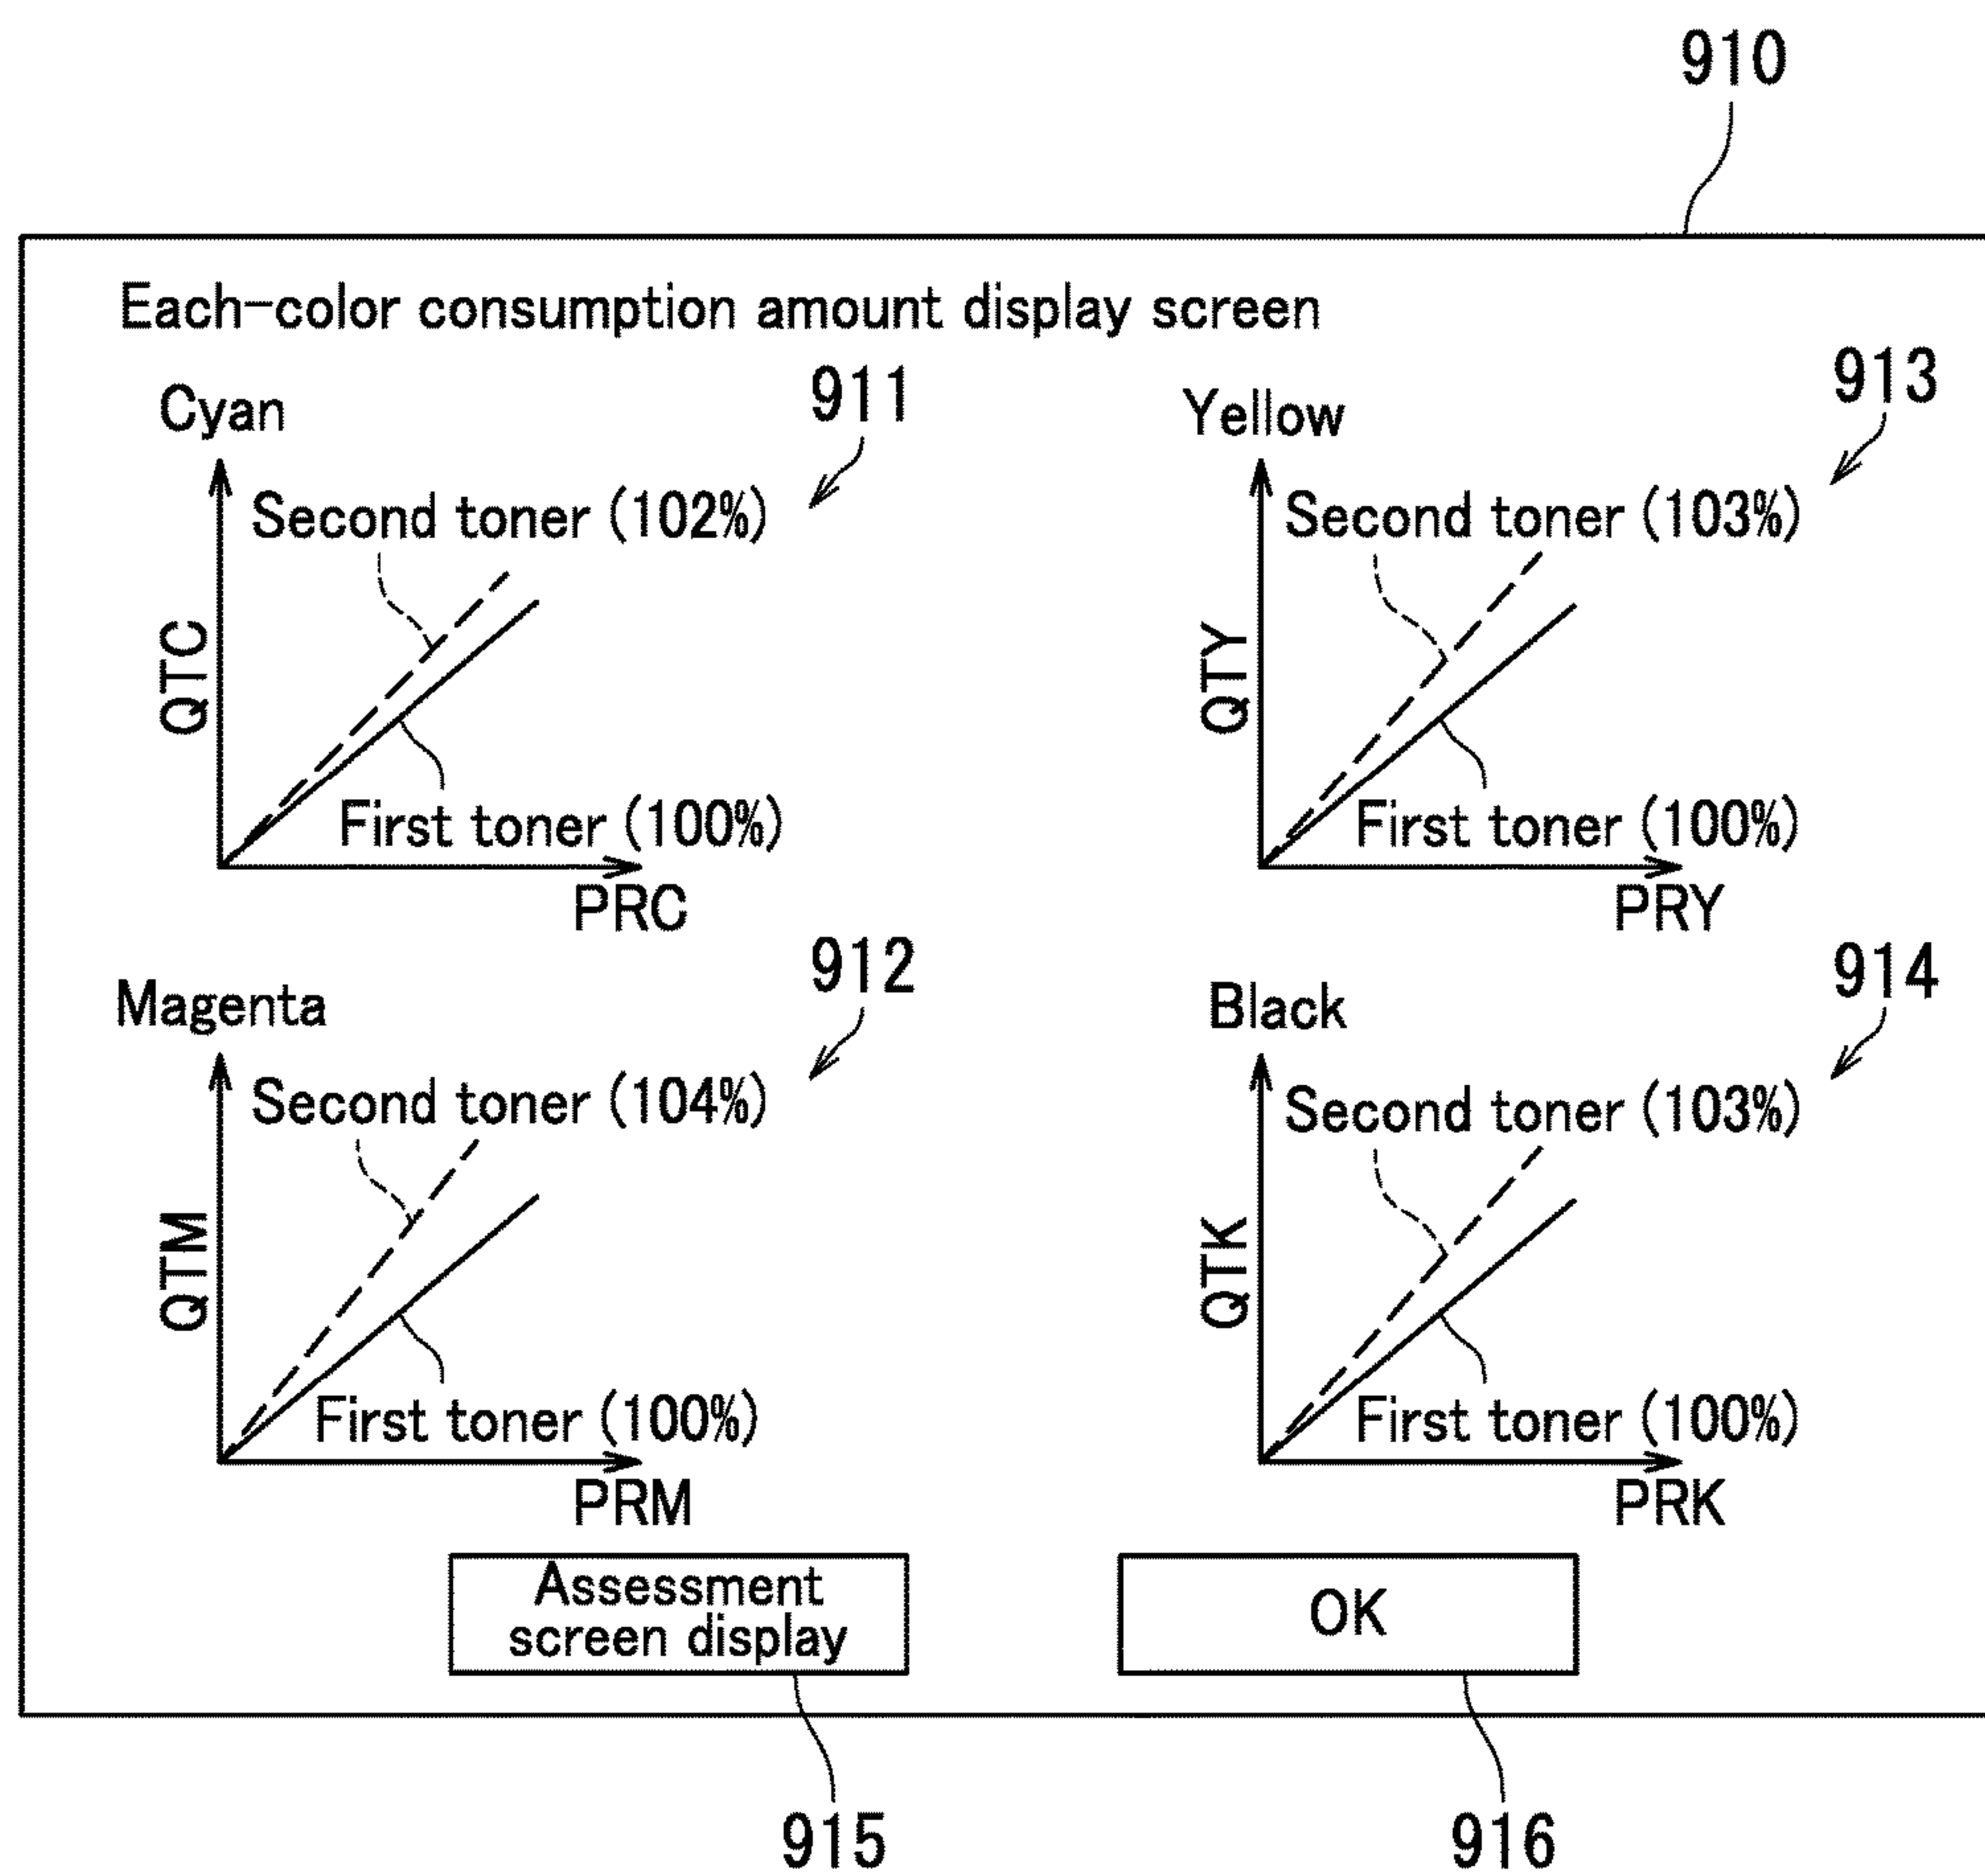 910
Each-color consumption amount display screen
Cyan
911
Second toner (102%)
QTC
First toner (100%)
PRC
Yellow
913
Second toner (103%)
QTY
First toner (100%)
PRY
Magenta
912
Second toner (104%)
QTM
First toner (100%)
PRM
Black
914
Second toner (103%)
QTK
First toner (100%)
PRK
Assessment
screen display
OK
915
916